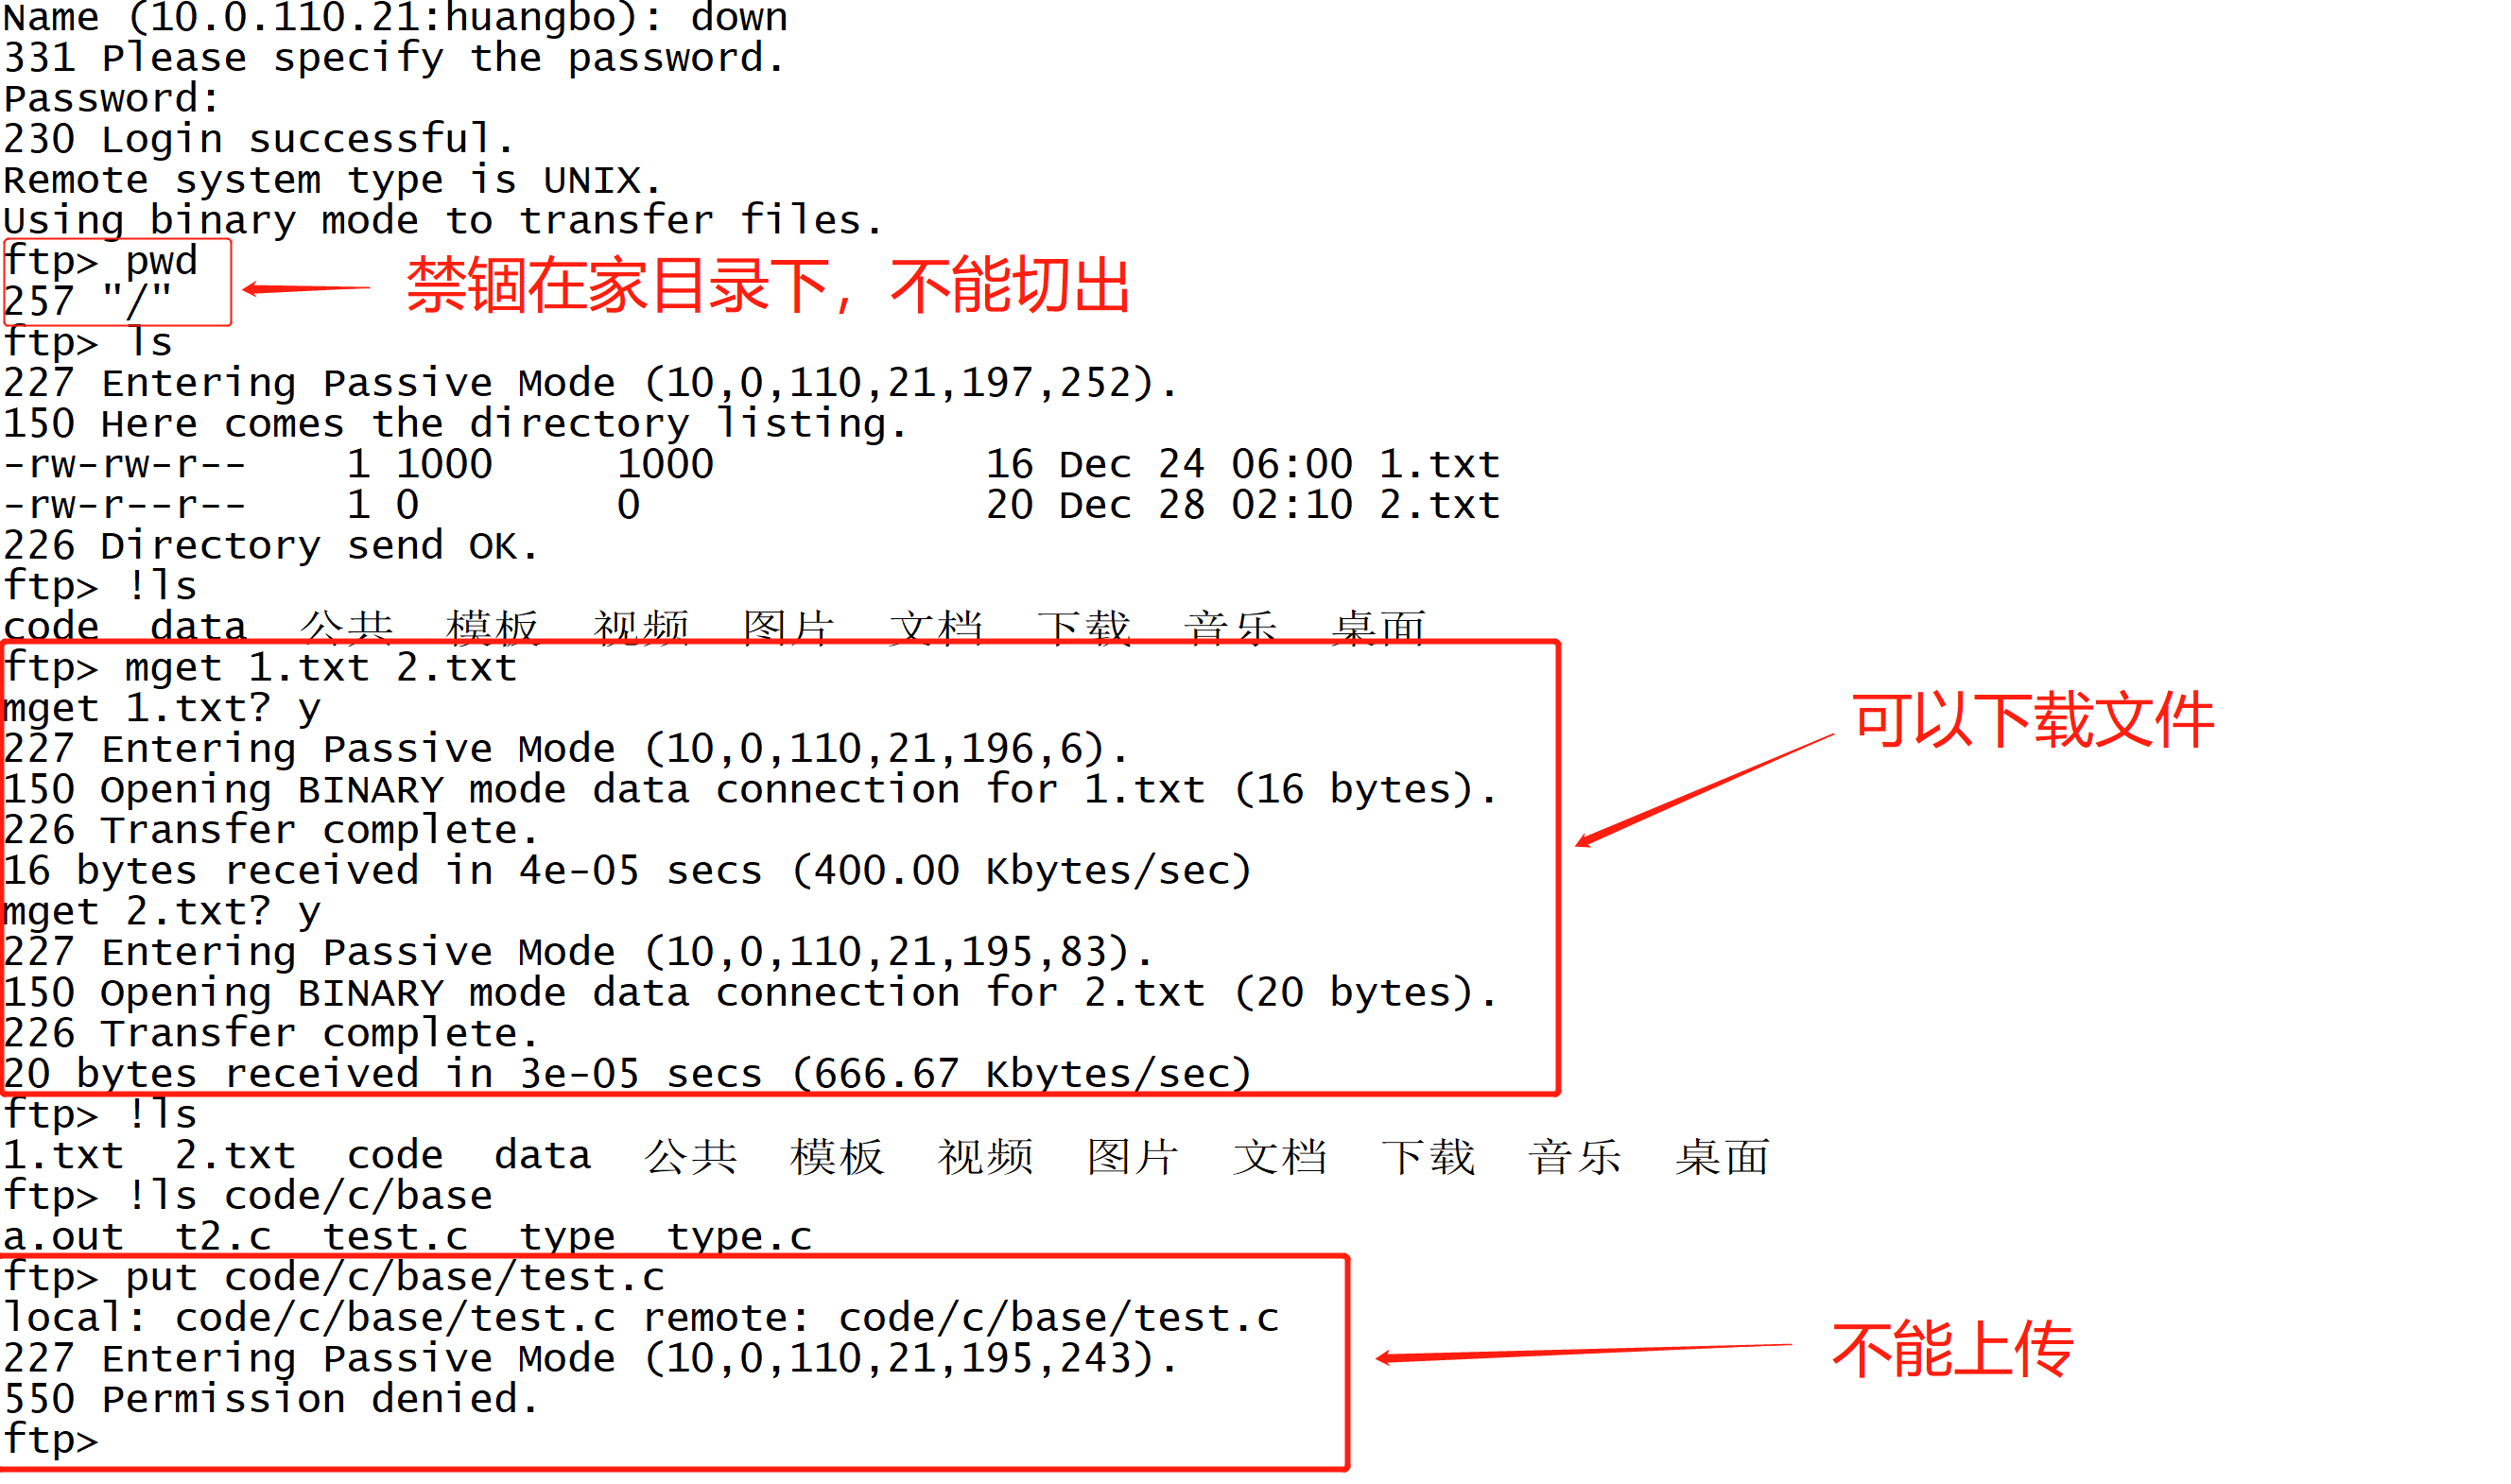 Name (10.0.110.21:huangbo): down
331 Please specify the password.
Password:
230 Login successful.
Remote system type is UNIX.
Using binary mode to transfer files.
ftp> pwd
257 "/"
禁锢在家目录下，不能切出
ftp> ls
227 Entering Passive Mode (10,0,110,21,197,252).
150 Here comes the directory listing.
-rw-rw-r--    1 1000     1000           16 Dec 24 06:00 1.txt
-rw-r--r--    1 0        0              20 Dec 28 02:10 2.txt
226 Directory send OK.
ftp> !ls
code  data  公共  模板  视频  图片  文档  下载  音乐  桌面
ftp> mget 1.txt 2.txt
mget 1.txt? y
可以下载文件
227 Entering Passive Mode (10,0,110,21,196,6).
150 Opening BINARY mode data connection for 1.txt (16 bytes).
226 Transfer complete.
16 bytes received in 4e-05 secs (400.00 Kbytes/sec)
mget 2.txt? y
227 Entering Passive Mode (10,0,110,21,195,83).
150 Opening BINARY mode data connection for 2.txt (20 bytes).
226 Transfer complete.
20 bytes received in 3e-05 secs (666.67 Kbytes/sec)
ftp> !ls
1.txt  2.txt  code  data  公共  模板  视频  图片  文档  下载  音乐  桌面
ftp> !ls code/c/base
a.out  t2.c  test.c  type  type.c
ftp> put code/c/base/test.c
local: code/c/base/test.c remote: code/c/base/test.c
227 Entering Passive Mode (10,0,110,21,195,243).
不能上传
550 Permission denied.
ftp>